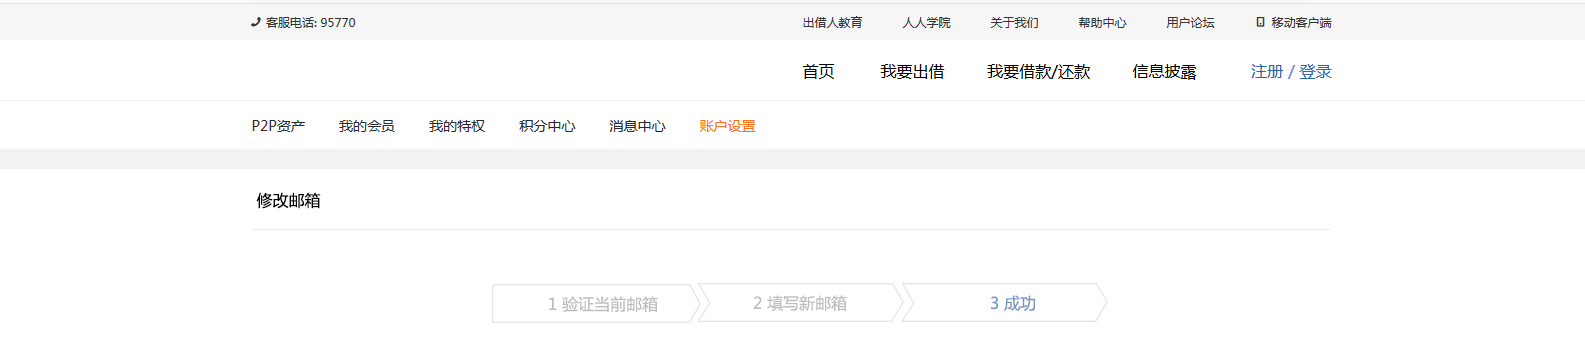 客服电话: 95770 出借人教育 人人学院 关于我们 帮助中心 用户论坛 移动客户端
首页 我要出借 我要借款/还款 信息披露 注册 / 登录
P2P资产 我的会员 我的特权 积分中心 消息中心 账户设置
修改邮箱
1 验证当前邮箱 2 填写新邮箱 3 成功